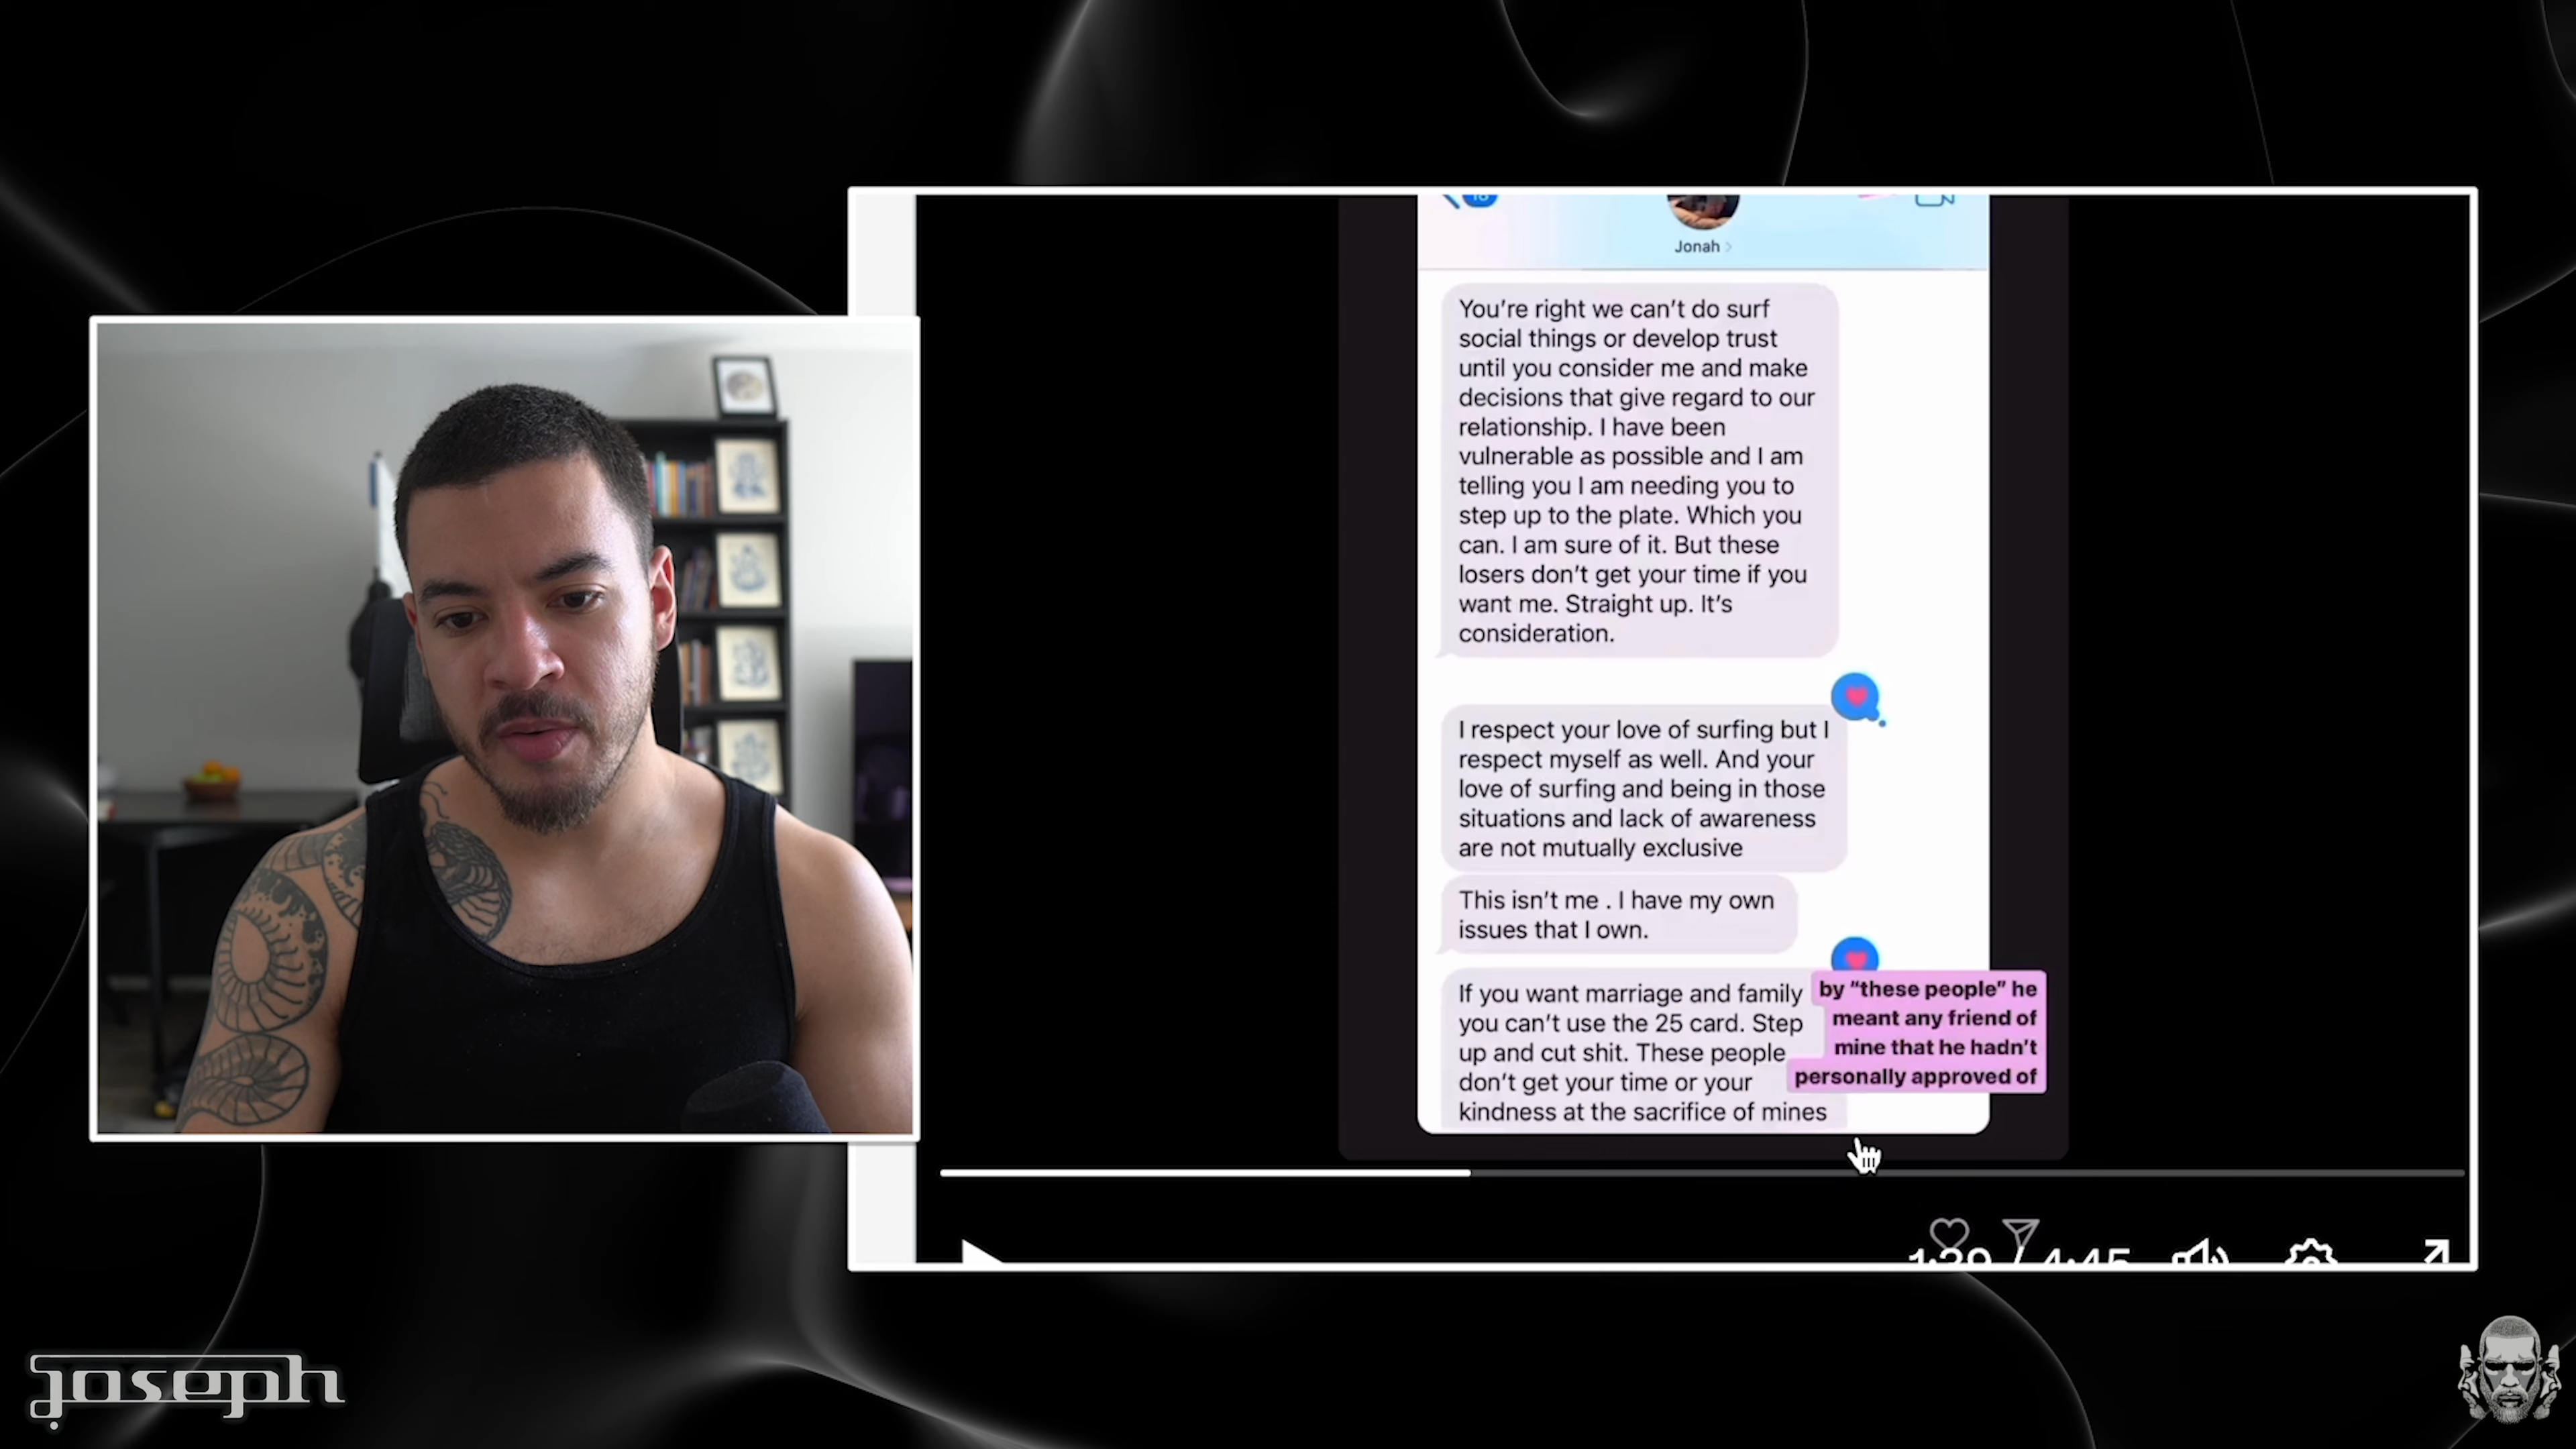 Jonah
You're right we can't do surf
social things or develop trust
until you consider me and make
decisions that give regard to our
relationship. I have been
vulnerable as possible and I am
telling you I am needing you to
step up to the plate. Which you
can. I am sure of it. But these
losers don't get your time if you
want me. Straight up. It's
consideration.
I respect your love of surfing but I
respect myself as well. And your
love of surfing and being in those
situations and lack of awareness
are not mutually exclusive
This isn't me . I have my own
issues that I own.
If you want marriage and family
you can't use the 25 card. Step
up and cut shit. These people
don't get your time or your
kindness at the sacrifice of mines
by “these people” he
meant any friend of
mine that he hadn't
personally approved of
1:39 / 4:45
joseph